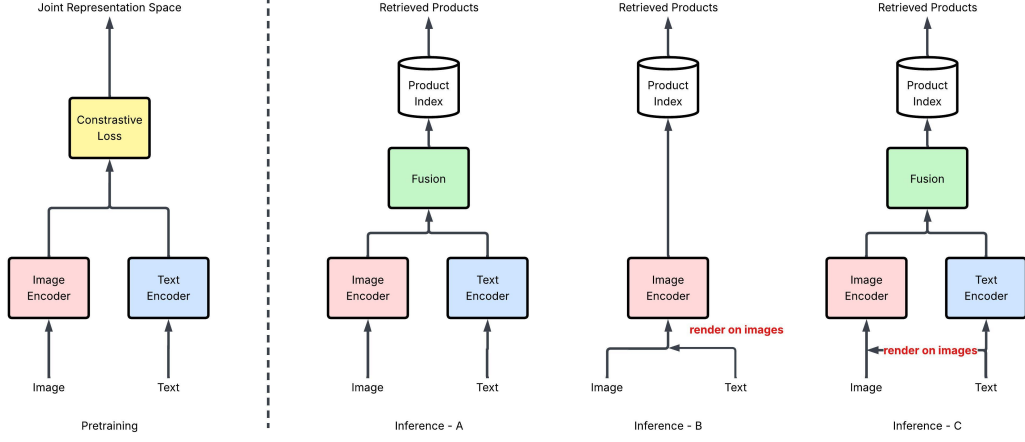 Joint Representation Space
Constrastive
Loss
Image
Encoder
Text
Encoder
Image
Text
Pretraining
Retrieved Products
Product
Index
Fusion
Image
Encoder
Text
Encoder
Image
Text
Inference - A
Retrieved Products
Product
Index
Image
Encoder
render on images
Image
Text
Inference - B
Retrieved Products
Product
Index
Fusion
Image
Encoder
Text
Encoder
render on images
Image
Text
Inference - C